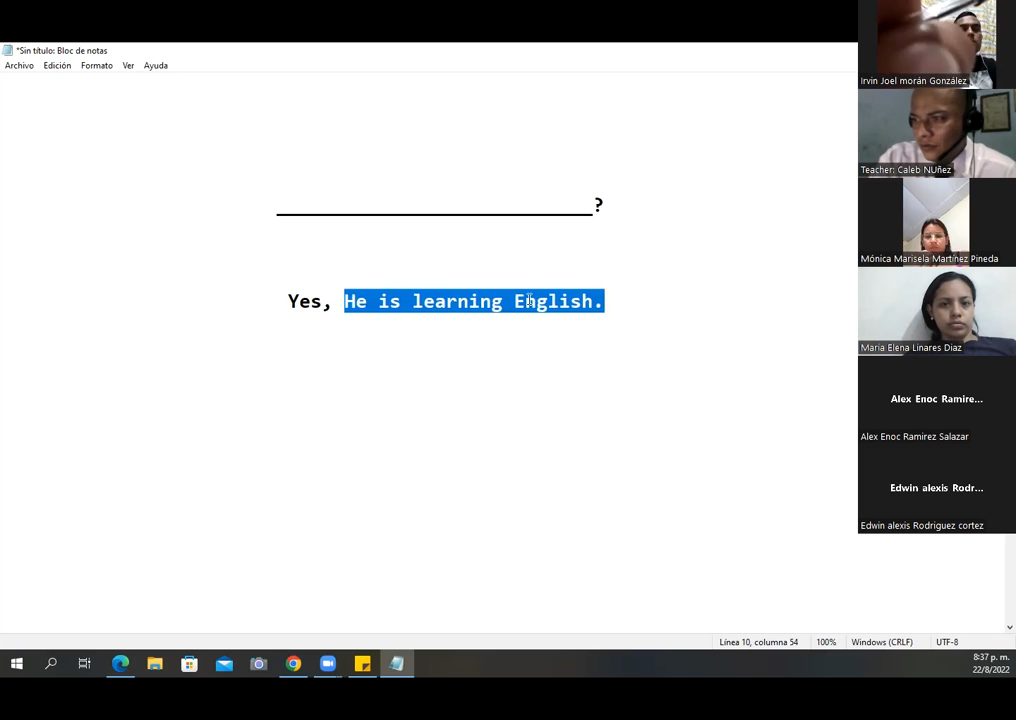 *Sin título: Bloc de notas
Archivo Edición Formato Ver Ayuda
____________________________?
Yes, He is learning English.
Irvin Joel morán González
Teacher: Caleb NUñez
Mónica Marisela Martínez Pineda
Maria Elena Linares Diaz
Alex Enoc Ramire...
Alex Enoc Ramirez Salazar
Edwin alexis Rodr...
Edwin alexis Rodriguez cortez
Línea 10, columna 54 100% Windows (CRLF) UTF-8
8:37 p. m.
22/8/2022